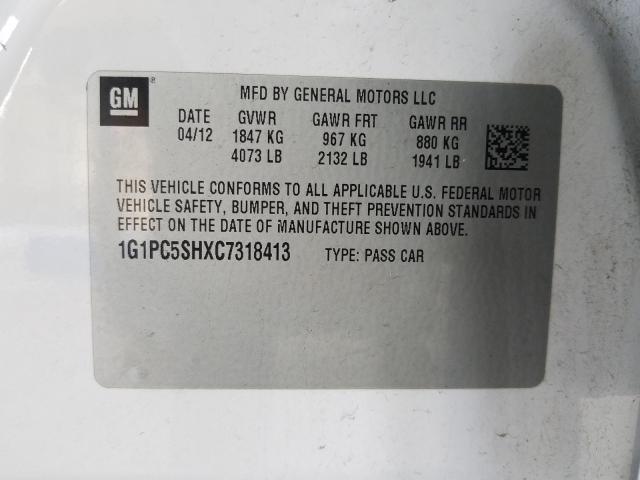 GM ®
MFD BY GENERAL MOTORS LLC
DATE GVWR GAWR FRT GAWR RR
04/12 1847 KG 967 KG 880 KG
4073 LB 2132 LB 1941 LB
THIS VEHICLE CONFORMS TO ALL APPLICABLE U.S. FEDERAL MOTOR
VEHICLE SAFETY, BUMPER, AND THEFT PREVENTION STANDARDS IN
EFFECT ON THE DATE OF MANUFACTURE SHOWN ABOVE.
1G1PC5SHXC7318413 TYPE: PASS CAR